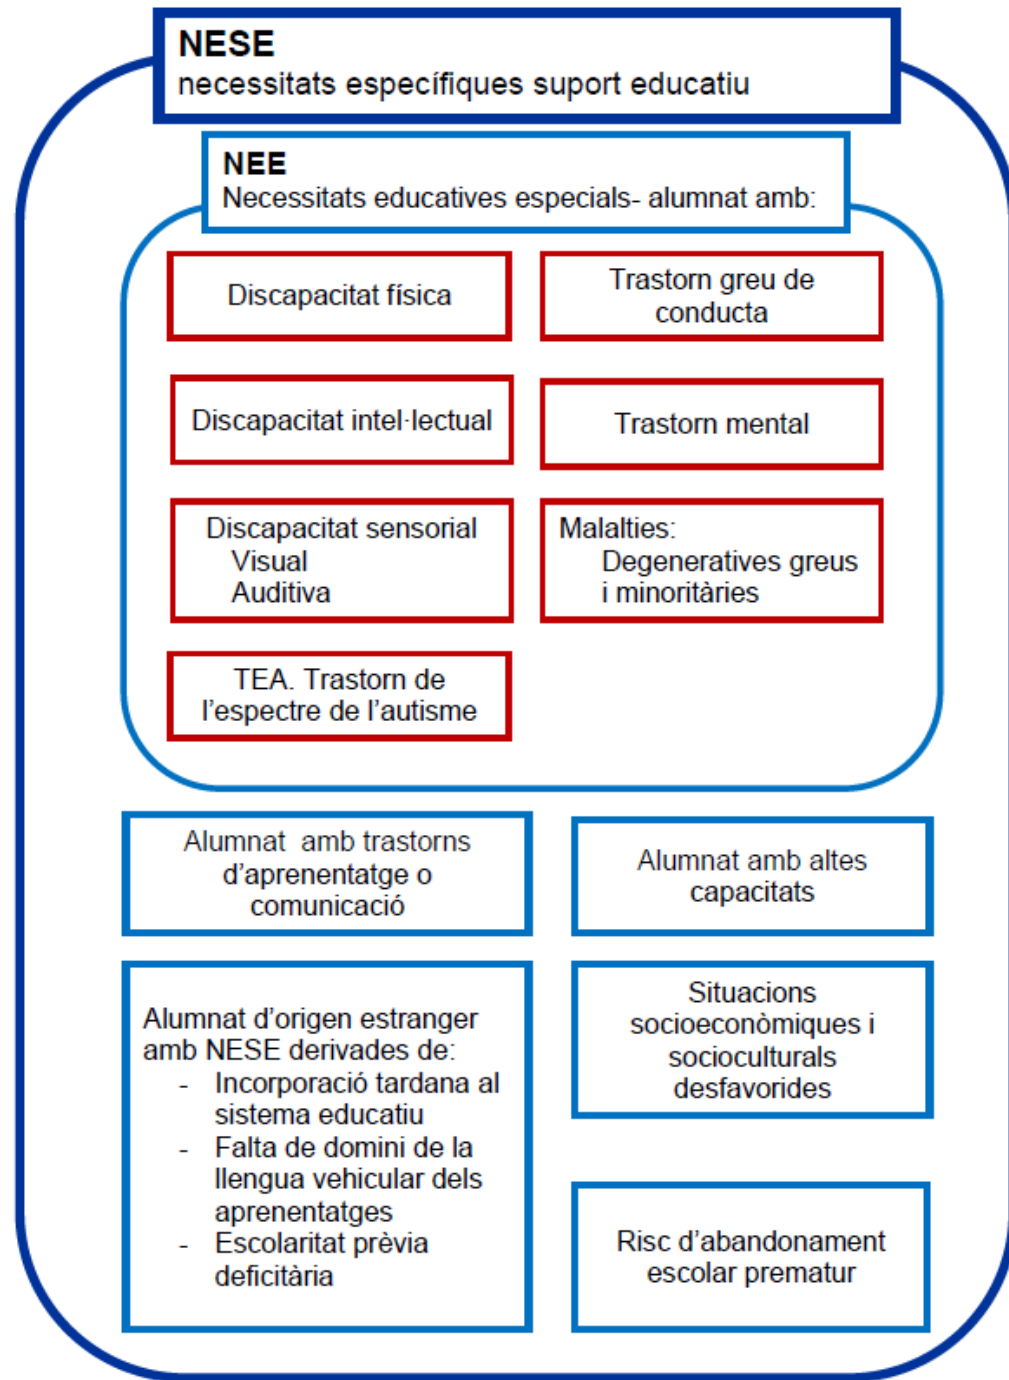 NESE
necessitats específiques suport educatiu
NEE
Necessitats educatives especials- alumnat amb:
Discapacitat física
Trastorn greu de
conducta
Discapacitat intel·lectual
Trastorn mental
Discapacitat sensorial
Visual
Auditiva
Malalties:
Degeneratives greus
i minoritàries
TEA. Trastorn de
l'espectre de l'autisme
Alumnat amb trastorns
d'aprenentatge o
comunicació
Alumnat amb altes
capacitats
Alumnat d'origen estranger
amb NESE derivades de:
- Incorporació tardana al
sistema educatiu
- Falta de domini de la
llengua vehicular dels
aprenentatges
- Escolaritat prèvia
deficitària
Situacions
socioeconòmiques i
socioculturals
desfavorides
Risc d'abandonament
escolar prematur